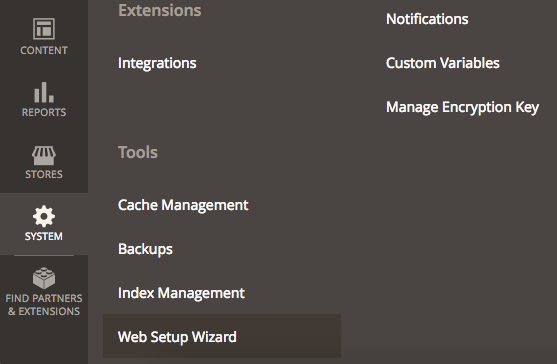 CONTENT
REPORTS
STORES
SYSTEM
FIND PARTNERS
& EXTENSIONS
Extensions
Integrations
Tools
Cache Management
Backups
Index Management
Web Setup Wizard
Notifications
Custom Variables
Manage Encryption Key